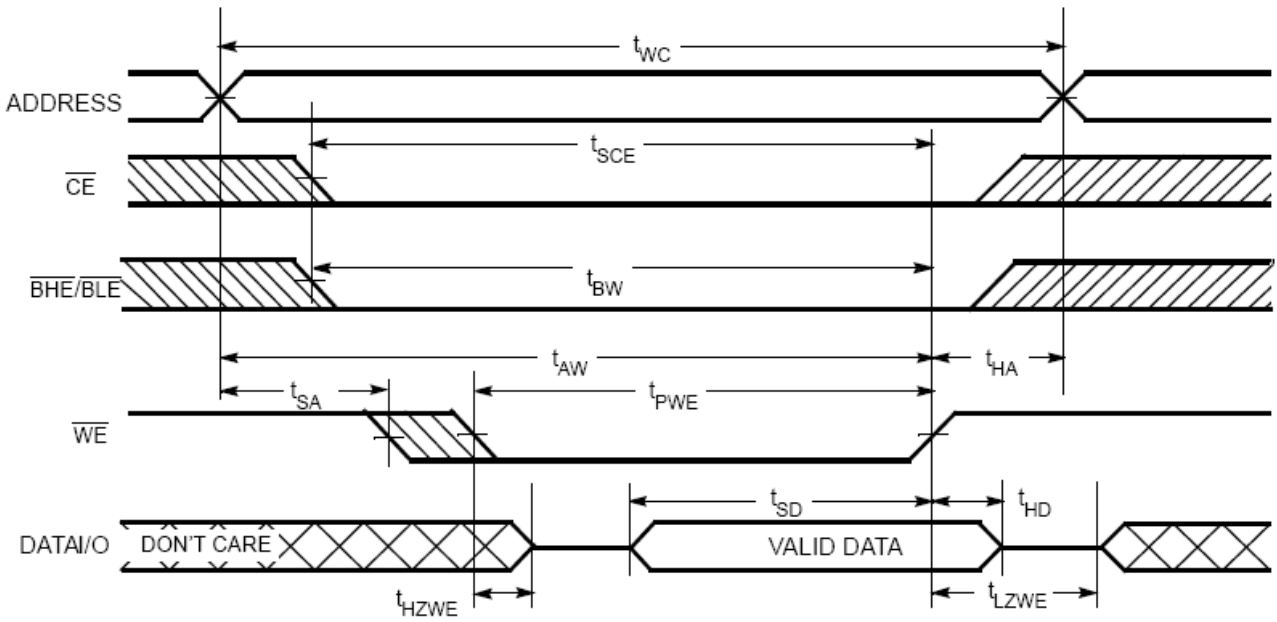 tWC
ADDRESS
tSCE
CE
tBW
BHE/BLE
tAW
tHA
tSA
tPWE
WE
tSD
tHD
DATAI/O
DON'T CARE
VALID DATA
tHZWE
tLZWE